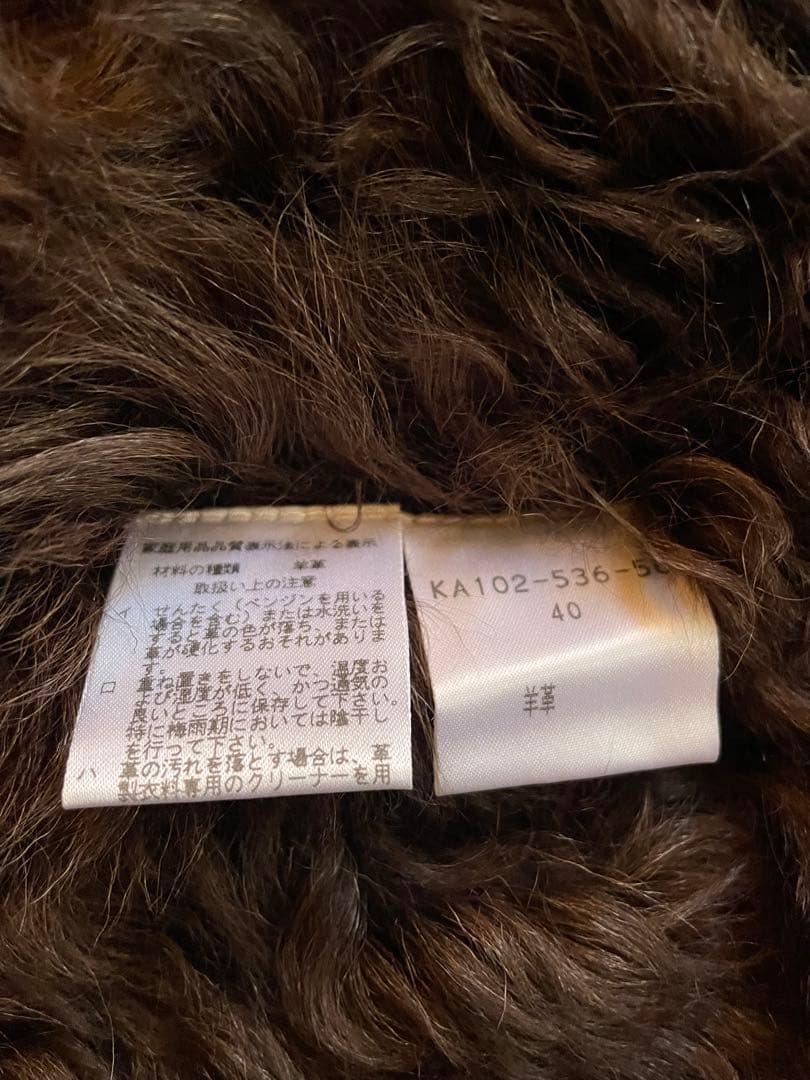 家庭用品品質表示法による表示
材料の種類 羊革
取扱い上の注意
イ せんたく(ベンジンを用いる
場合を含む)または水洗いを
すると革の色が落ち、または
革が硬化するおそれがありま
す。
ロ 重ね置きをしないで、温度お
よび湿度が低く、かつ通気の
良いところに保存して下さい。
特に梅雨期においては陰干し
を行って下さい。
ハ 革の汚れを落とす場合は、革
製衣料専用のクリーナーを用
KA102-536-
40
羊革